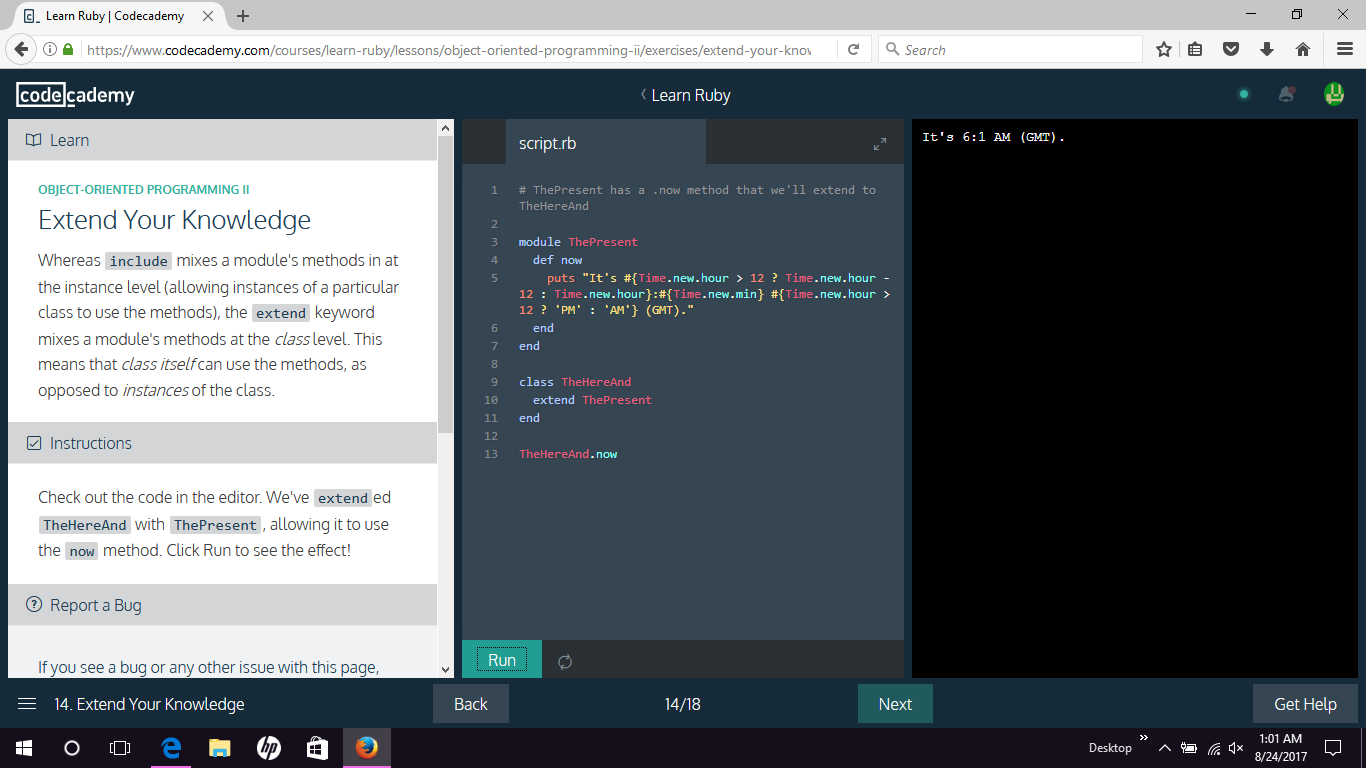 Learn Ruby | Codecademy
https://www.codecademy.com/courses/learn-ruby/lessons/object-oriented-programming-ii/exercises/extend-your-know
Search
codecademy
Learn Ruby
Learn
OBJECT-ORIENTED PROGRAMMING II
Extend Your Knowledge
Whereas include mixes a module's methods in at
the instance level (allowing instances of a particular
class to use the methods), the extend keyword
mixes a module's methods at the class level. This
means that class itself can use the methods, as
opposed to instances of the class.
Instructions
Check out the code in the editor. We've extended
TheHereAnd with ThePresent, allowing it to use
the now method. Click Run to see the effect!
Report a Bug
If you see a bug or any other issue with this page,
script.rb
1 # ThePresent has a .now method that we'll extend to
TheHereAnd
2
3 module ThePresent
4 def now
5 puts "It's #{Time.new.hour > 12 ? Time.new.hour -
12 : Time.new.hour}:#{Time.new.min} #{Time.new.hour >
12 ? 'PM' : 'AM'} (GMT)."
6 end
7 end
8
9 class TheHereAnd
10 extend ThePresent
11 end
12
13 TheHereAnd.now
Run
It's 6:1 AM (GMT).
14. Extend Your Knowledge
Back
14/18
Next
Get Help
hp
Desktop
1:01 AM
8/24/2017